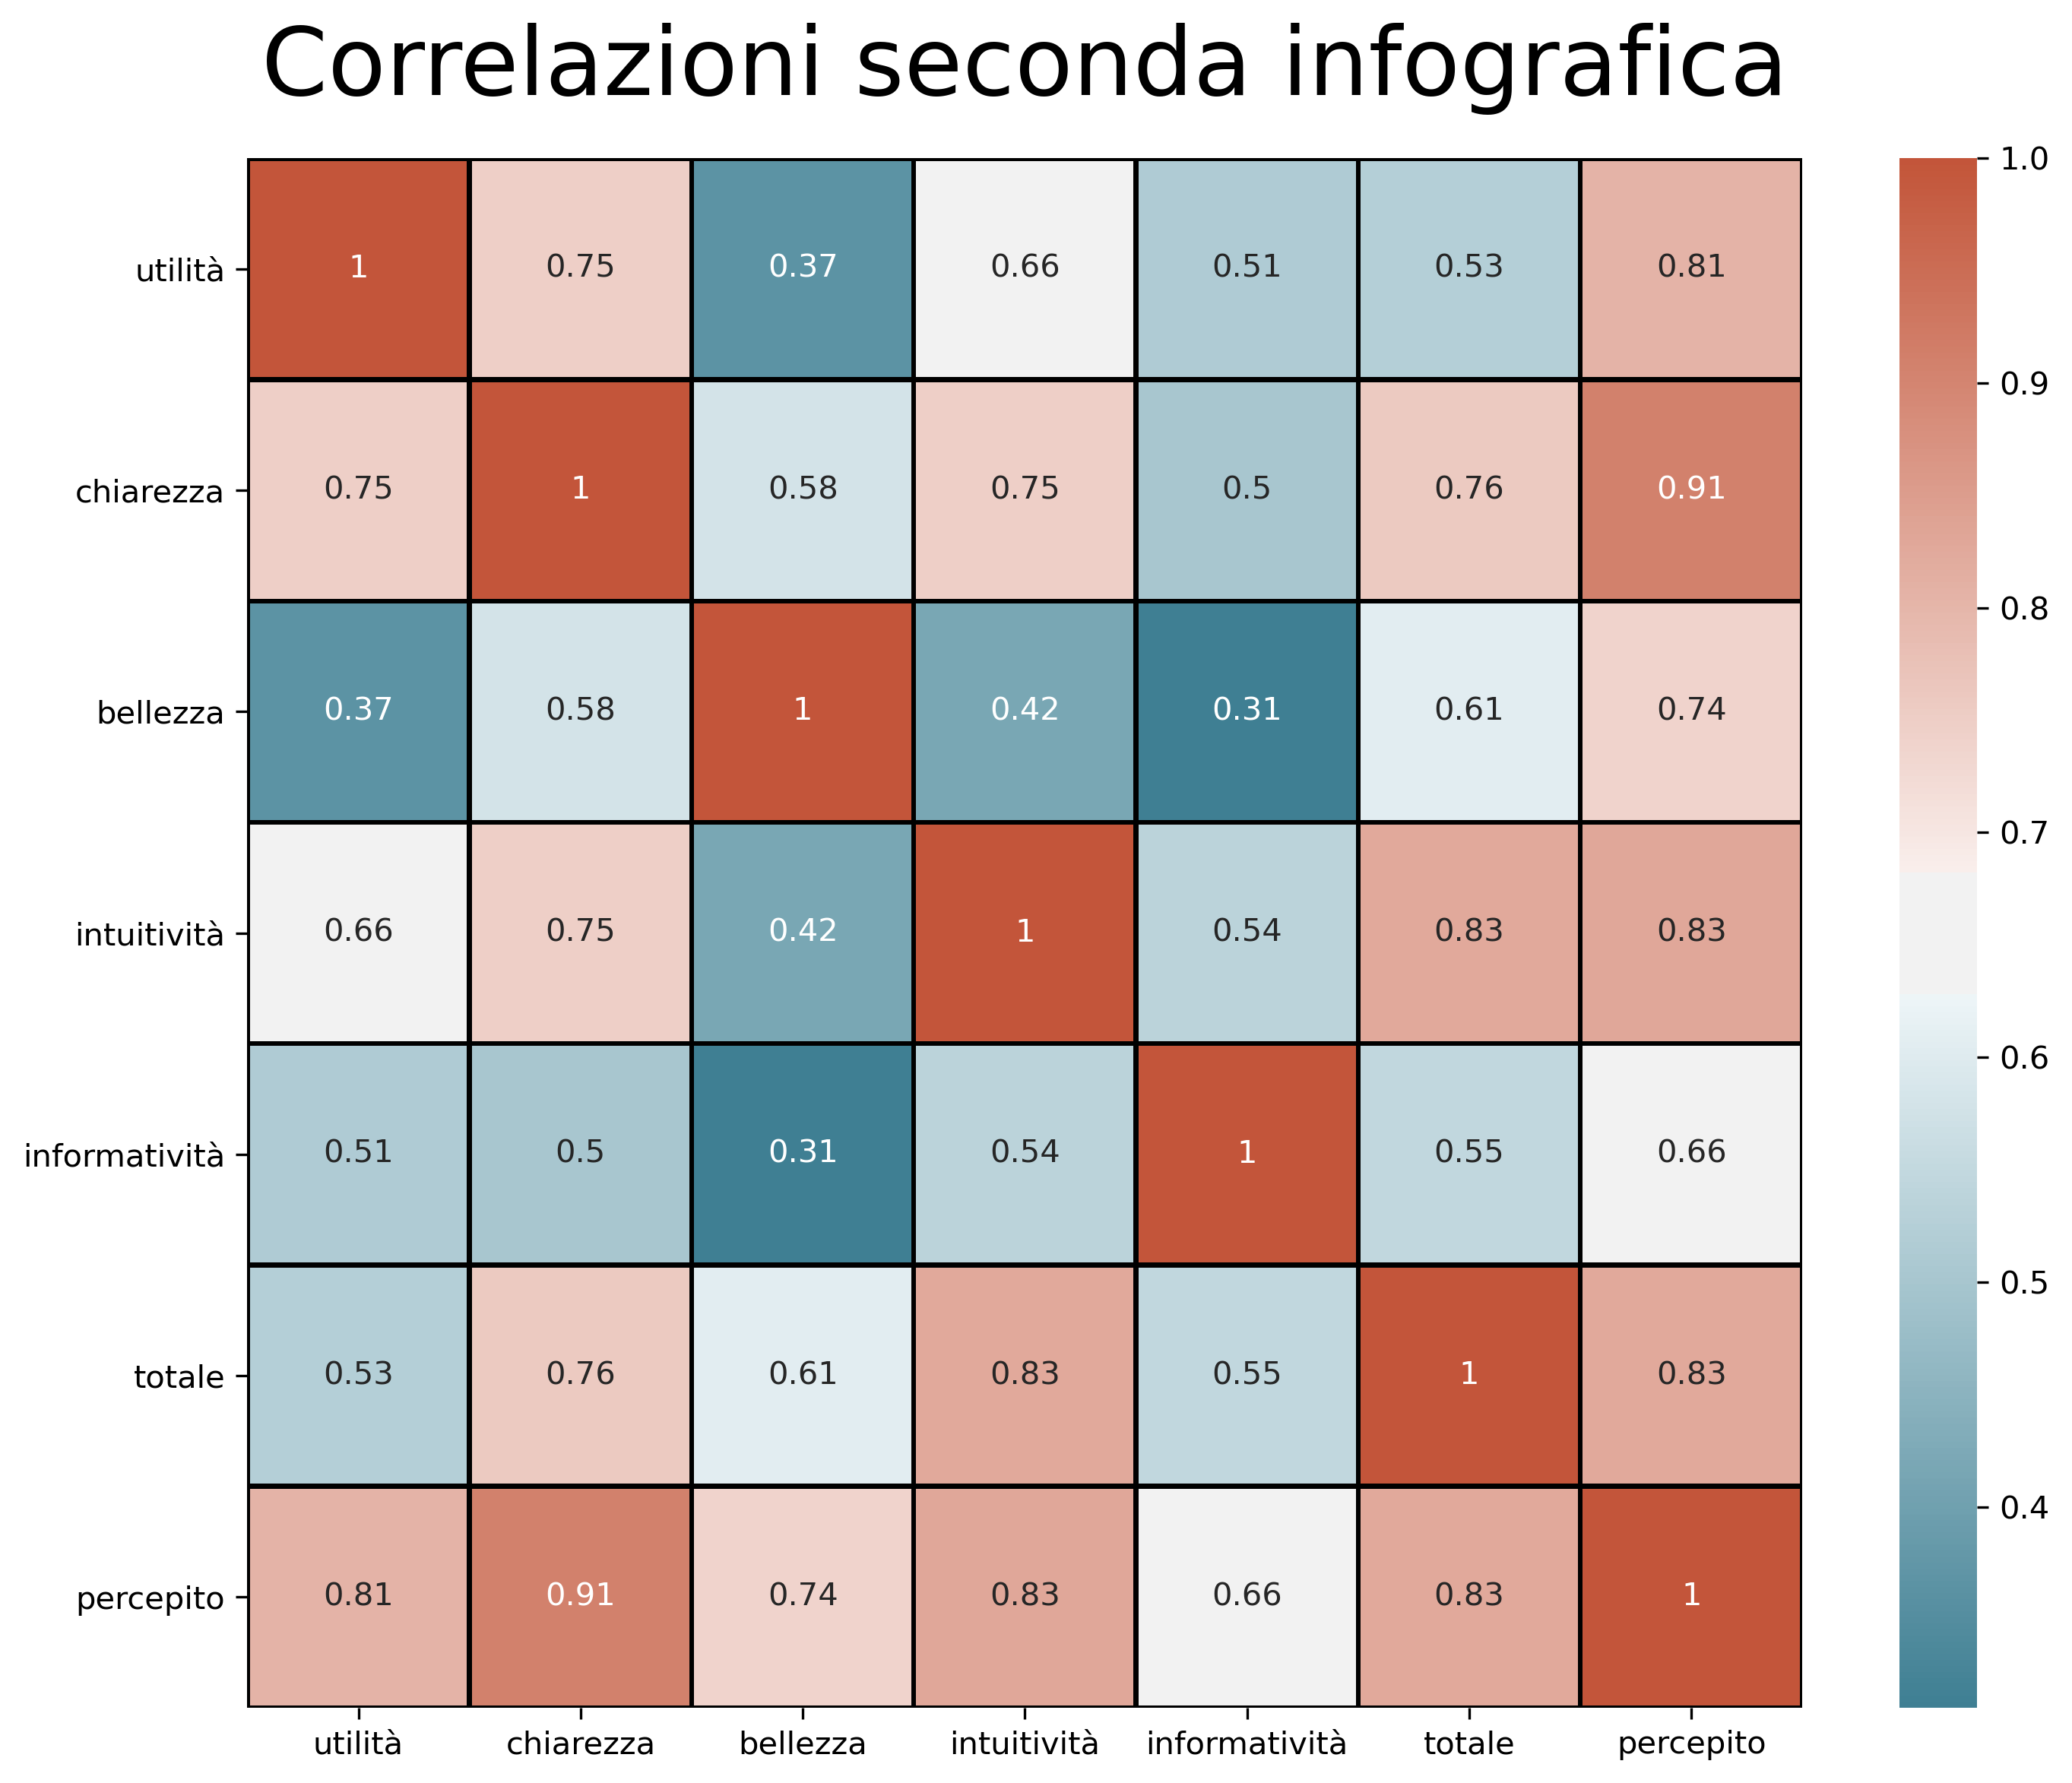 Correlazioni seconda infografica
utilità 1 0.75 0.37 0.66 0.51 0.53 0.81
chiarezza 0.75 1 0.58 0.75 0.5 0.76 0.91
bellezza 0.37 0.58 1 0.42 0.31 0.61 0.74
intuitività 0.66 0.75 0.42 1 0.54 0.83 0.83
informatività 0.51 0.5 0.31 0.54 1 0.55 0.66
totale 0.53 0.76 0.61 0.83 0.55 1 0.83
percepito 0.81 0.91 0.74 0.83 0.66 0.83 1
utilità chiarezza bellezza intuitività informatività totale percepito
1.0
0.9
0.8
0.7
0.6
0.5
0.4